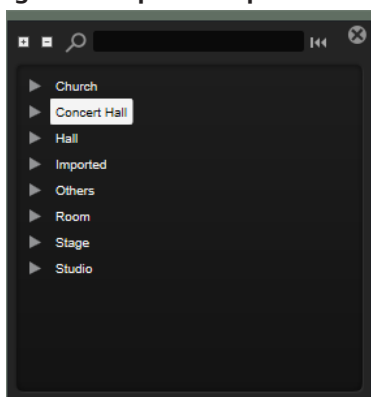 Church
Concert Hall
Hall
Imported
Others
Room
Stage
Studio